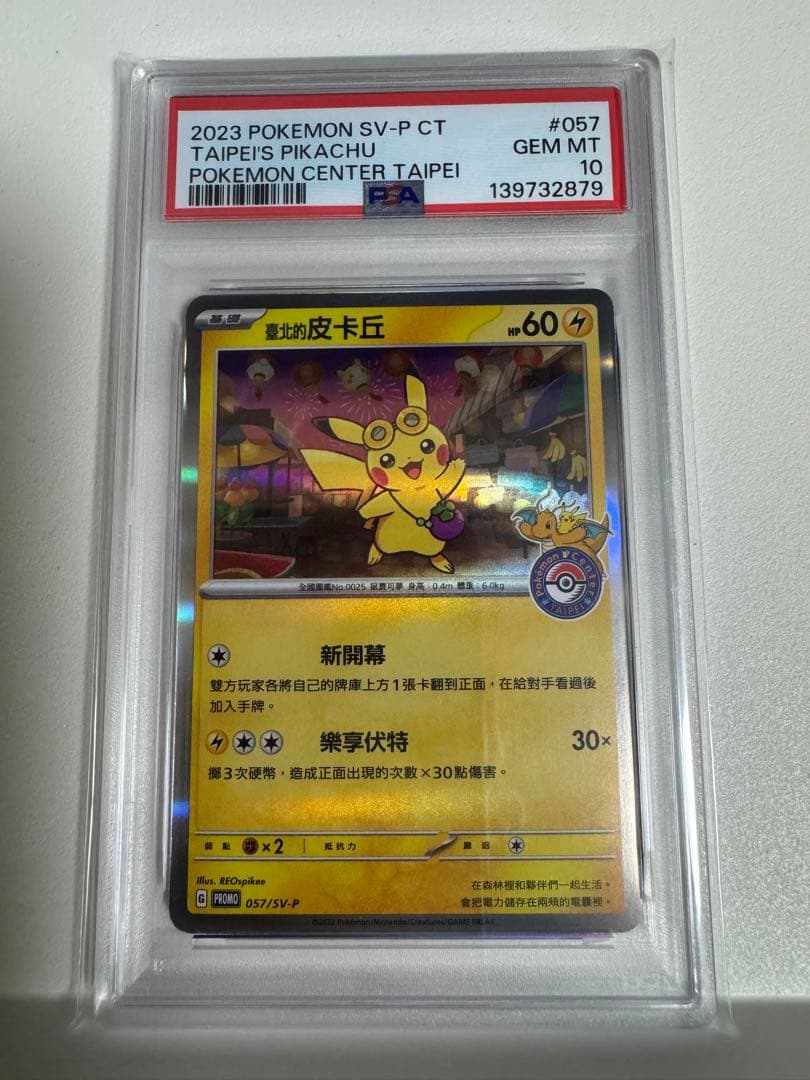 2023 POKEMON SV-P CT #057
TAIPEI'S PIKACHU GEM MT
POKEMON CENTER TAIPEI 10
PSA 139732879
基礎 臺北的皮卡丘 HP60
Pokémon Center
TAIPEI
全國圖鑑No.0025 鼠寶可夢 身高：0.4m 體重：6.0kg
新開幕
雙方玩家各將自己的牌庫上方1張卡翻到正面，在給對手看過後
加入手牌。
樂享伏特 30×
擲3次硬幣，造成正面出現的次數×30點傷害。
弱點 ×2 抵抗力 撤退
Illus. REOspikee
在森林裡和夥伴們一起生活。
G PROMO 057/SV-P
會把電力儲存在兩頰的電囊裡。
©2023 Pokémon/Nintendo/Creatures/GAME FREAK